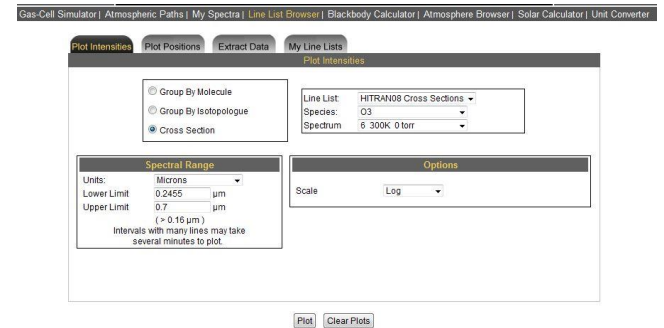 Gas-Cell Simulator | Atmospheric Paths | My Spectra | Line List Browser | Blackbody Calculator | Atmosphere Browser | Solar Calculator | Unit Converter
Plot Intensities Plot Positions Extract Data My Line Lists
Plot Intensities
Group By Molecule
Group By Isotopologue
Cross Section
Line List: HITRAN08 Cross Sections
Species: O3
Spectrum 6 300K 0 torr
Spectral Range
Units: Microns
Lower Limit 0.2455 µm
Upper Limit 0.7 µm
( > 0.16 µm )
Intervals with many lines may take
several minutes to plot.
Options
Scale Log
Plot Clear Plots